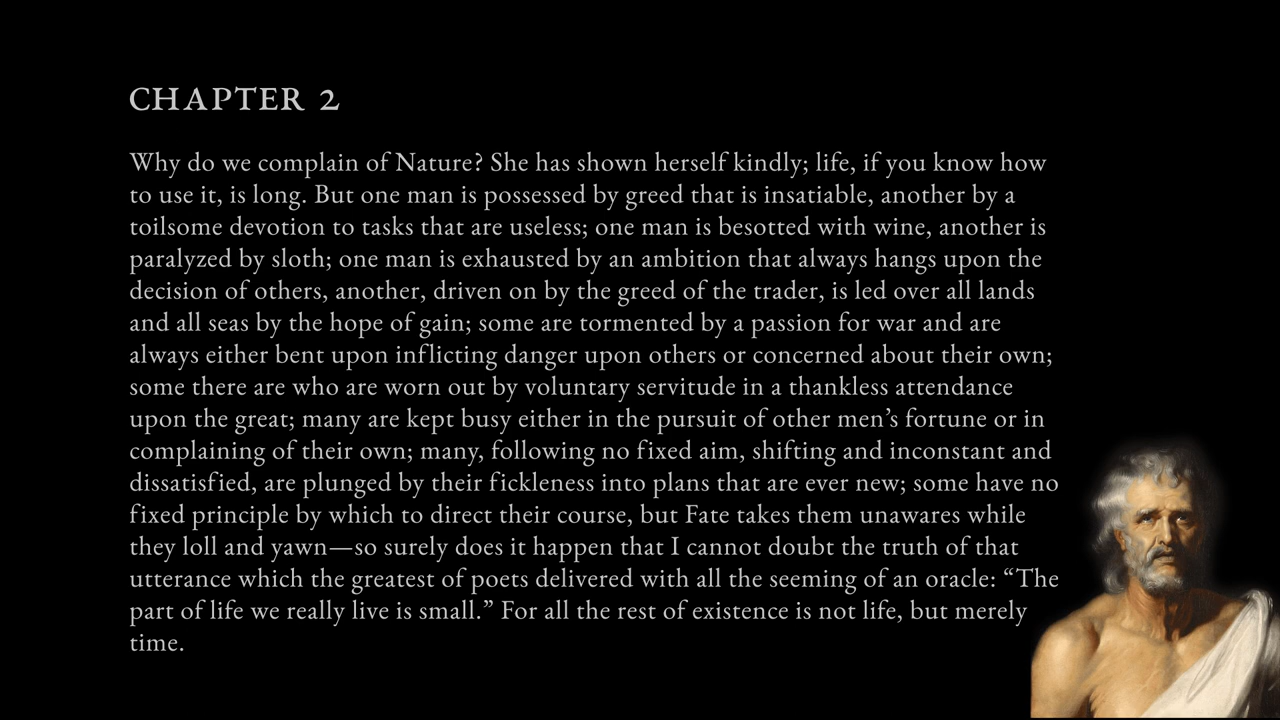 CHAPTER 2
Why do we complain of Nature? She has shown herself kindly; life, if you know how
to use it, is long. But one man is possessed by greed that is insatiable, another by a
toilsome devotion to tasks that are useless; one man is besotted with wine, another is
paralyzed by sloth; one man is exhausted by an ambition that always hangs upon the
decision of others, another, driven on by the greed of the trader, is led over all lands
and all seas by the hope of gain; some are tormented by a passion for war and are
always either bent upon inflicting danger upon others or concerned about their own;
some there are who are worn out by voluntary servitude in a thankless attendance
upon the great; many are kept busy either in the pursuit of other men’s fortune or in
complaining of their own; many, following no fixed aim, shifting and inconstant and
dissatisfied, are plunged by their fickleness into plans that are ever new; some have no
fixed principle by which to direct their course, but Fate takes them unawares while
they loll and yawn—so surely does it happen that I cannot doubt the truth of that
utterance which the greatest of poets delivered with all the seeming of an oracle: “The
part of life we really live is small.” For all the rest of existence is not life, but merely
time.